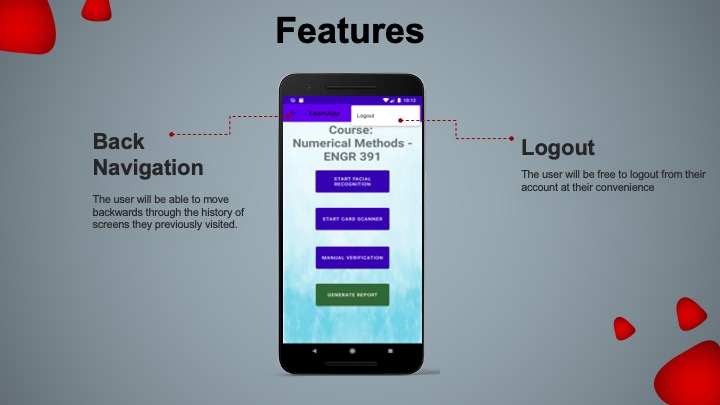 Features
Back
Navigation
The user will be able to move
backwards through the history of
screens they previously visited.
10:12
ExamApp
Logout
Course:
Numerical Methods -
ENGR 391
START FACIAL
RECOGNITION
START CARD SCANNER
MANUAL VERIFICATION
GENERATE REPORT
Logout
The user will be free to logout from their
account at their convenience